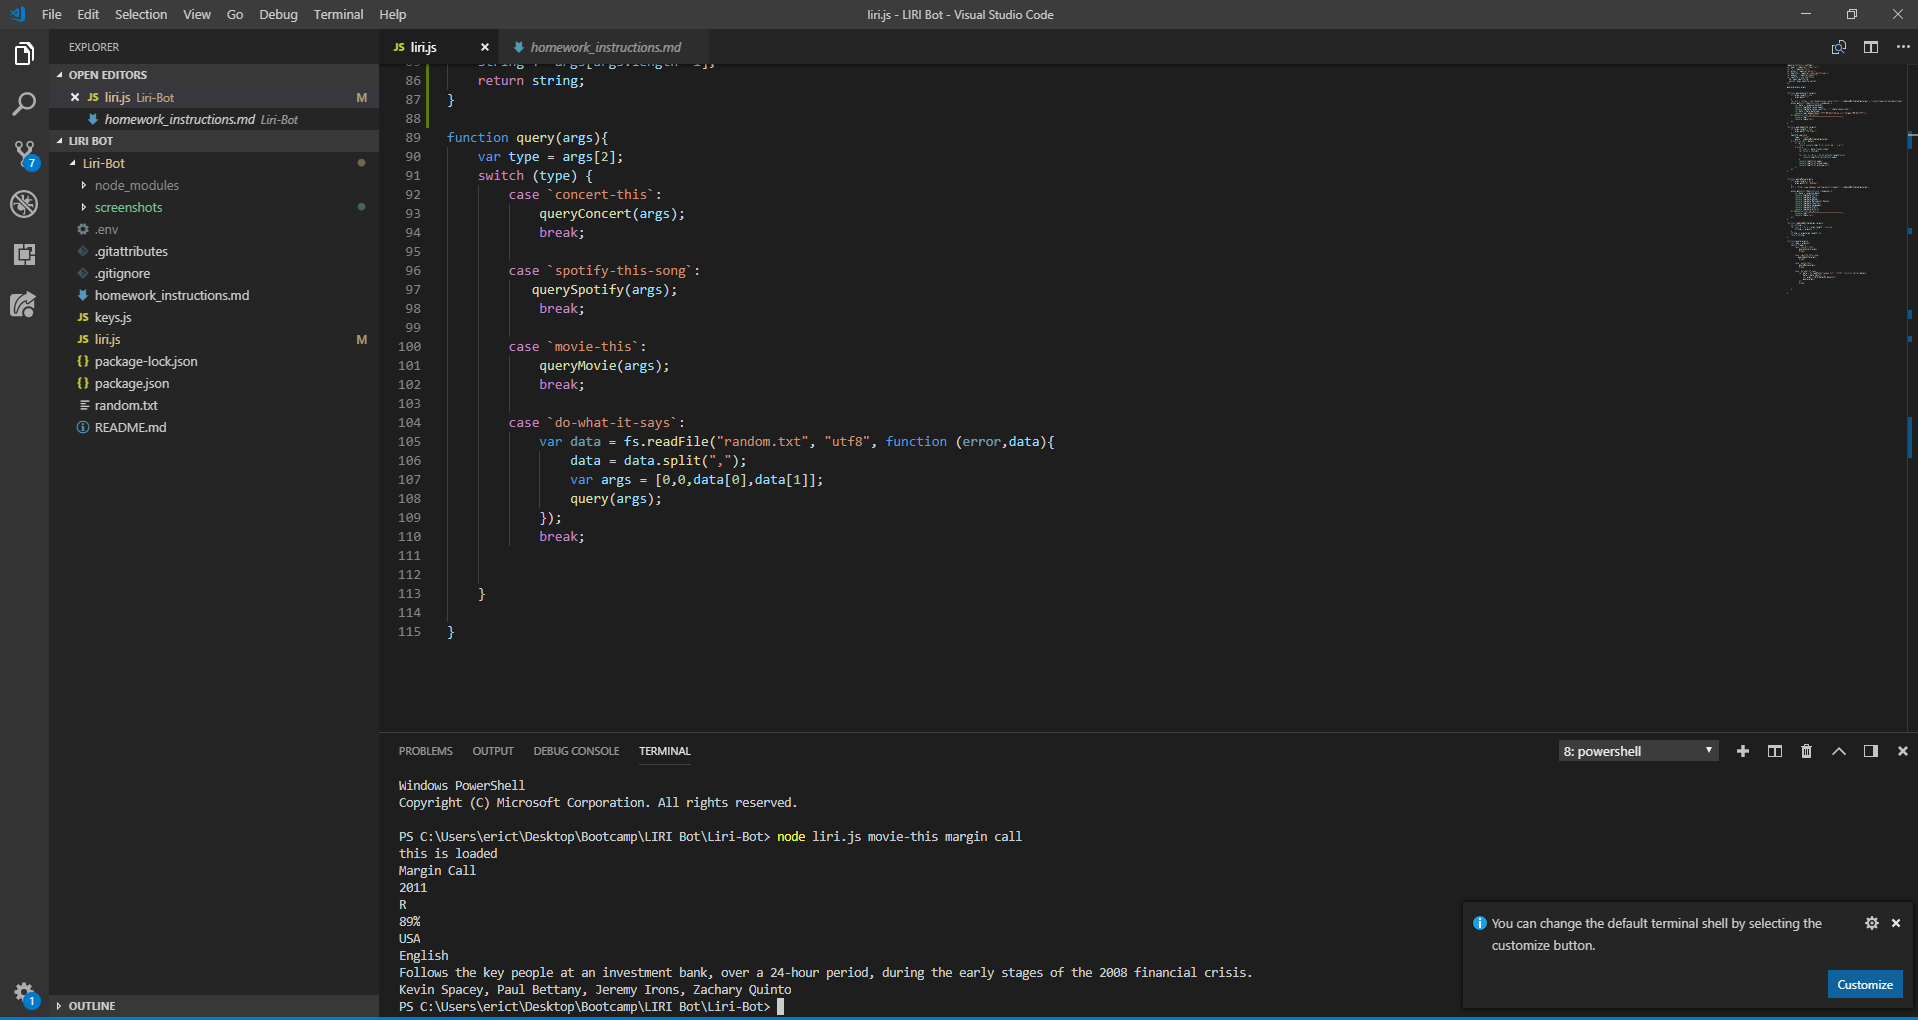 File Edit Selection View Go Debug Terminal Help
liri.js - LIRI Bot - Visual Studio Code
EXPLORER
OPEN EDITORS
JS liri.js Liri-Bot M
homework_instructions.md Liri-Bot
LIRI BOT
Liri-Bot
node_modules
screenshots
.env
.gitattributes
.gitignore
homework_instructions.md
JS keys.js
JS liri.js M
{} package-lock.json
{} package.json
random.txt
README.md
OUTLINE
7
1
JS liri.js
homework_instructions.md
86 return string;
87 }
88
89 function query(args){
90 var type = args[2];
91 switch (type) {
92 case `concert-this`:
93 queryConcert(args);
94 break;
95
96 case `spotify-this-song`:
97 querySpotify(args);
98 break;
99
100 case `movie-this`:
101 queryMovie(args);
102 break;
103
104 case `do-what-it-says`:
105 var data = fs.readFile("random.txt", "utf8", function (error,data){
106 data = data.split(",");
107 var args = [0,0,data[0],data[1]];
108 query(args);
109 });
110 break;
111
112
113 }
114
115 }
PROBLEMS OUTPUT DEBUG CONSOLE TERMINAL
8: powershell
Windows PowerShell
Copyright (C) Microsoft Corporation. All rights reserved.
PS C:\Users\erict\Desktop\Bootcamp\LIRI Bot\Liri-Bot> node liri.js movie-this margin call
this is loaded
Margin Call
2011
R
89%
USA
English
Follows the key people at an investment bank, over a 24-hour period, during the early stages of the 2008 financial crisis.
Kevin Spacey, Paul Bettany, Jeremy Irons, Zachary Quinto
PS C:\Users\erict\Desktop\Bootcamp\LIRI Bot\Liri-Bot>
You can change the default terminal shell by selecting the
customize button.
Customize